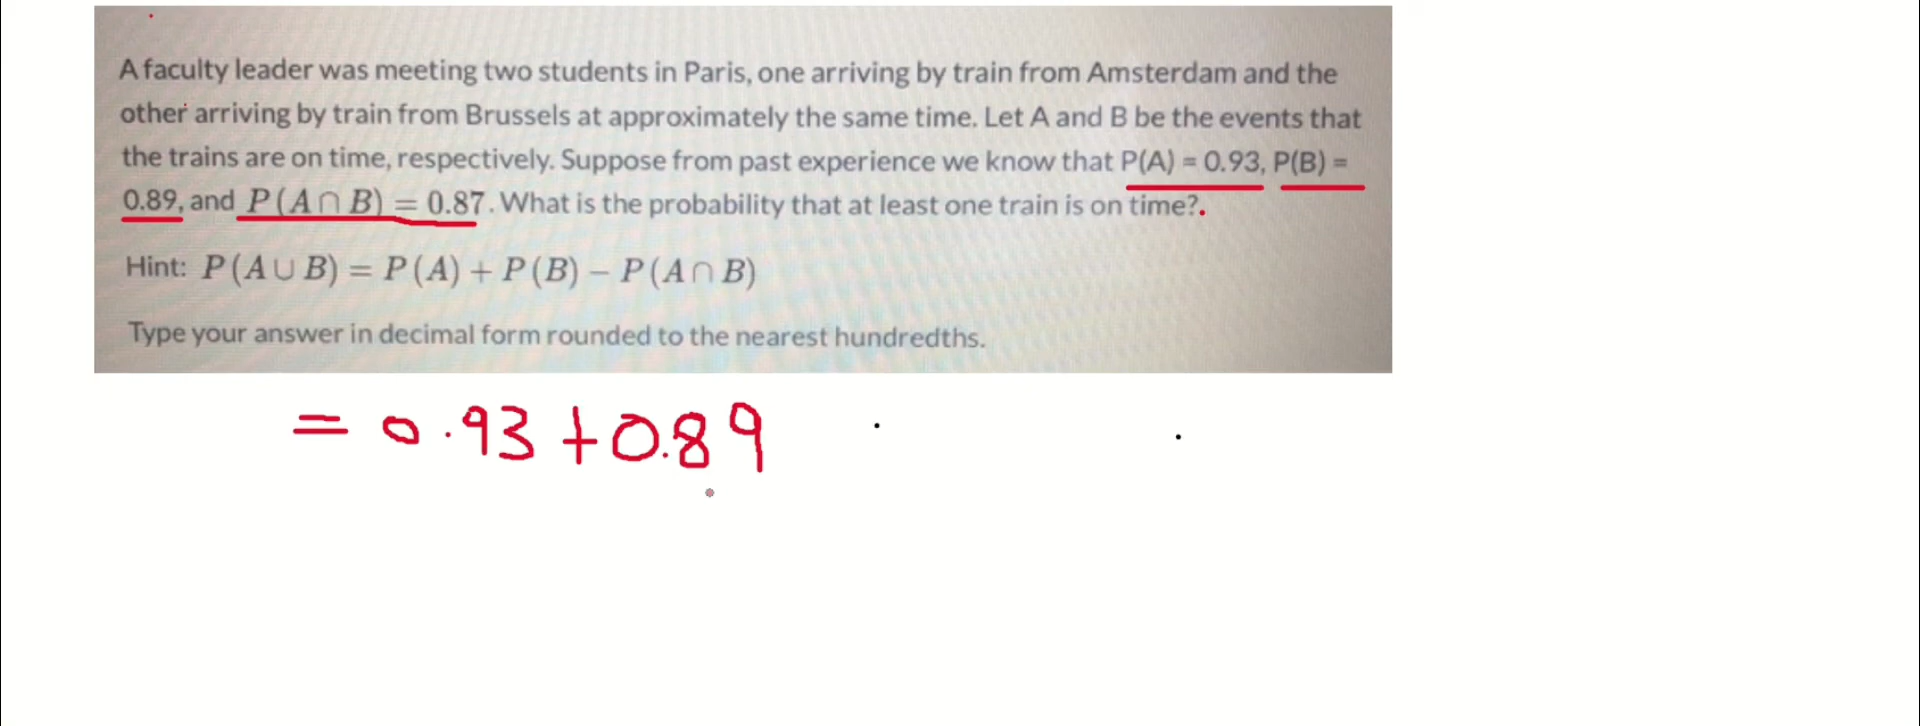 A faculty leader was meeting two students in Paris, one arriving by train from Amsterdam and the
other arriving by train from Brussels at approximately the same time. Let A and B be the events that
the trains are on time, respectively. Suppose from past experience we know that P(A) = 0.93, P(B) =
0.89, and P(A∩B) = 0.87. What is the probability that at least one train is on time?.
Hint: P(A∪B) = P(A) + P(B) − P(A∩B)
Type your answer in decimal form rounded to the nearest hundredths.
= 0.93 + 0.89